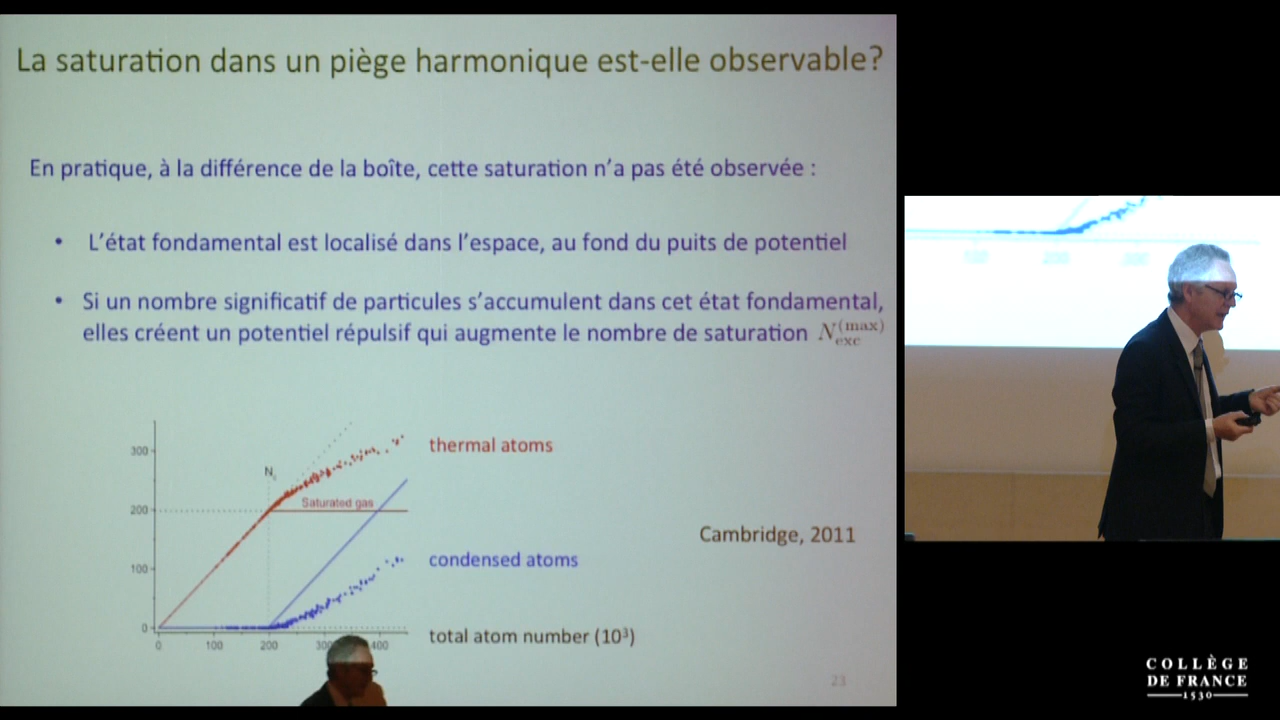 La saturation dans un piège harmonique est-elle observable?
En pratique, à la différence de la boîte, cette saturation n'a pas été observée :
• L'état fondamental est localisé dans l'espace, au fond du puits de potentiel
• Si un nombre significatif de particules s'accumulent dans cet état fondamental,
elles créent un potentiel répulsif qui augmente le nombre de saturation N_exc^(max)
300
200
100
0
N_c
Saturated gas
thermal atoms
condensed atoms
0 100 200 300 400
total atom number (10³)
Cambridge, 2011
23
COLLÈGE
DE FRANCE
1530